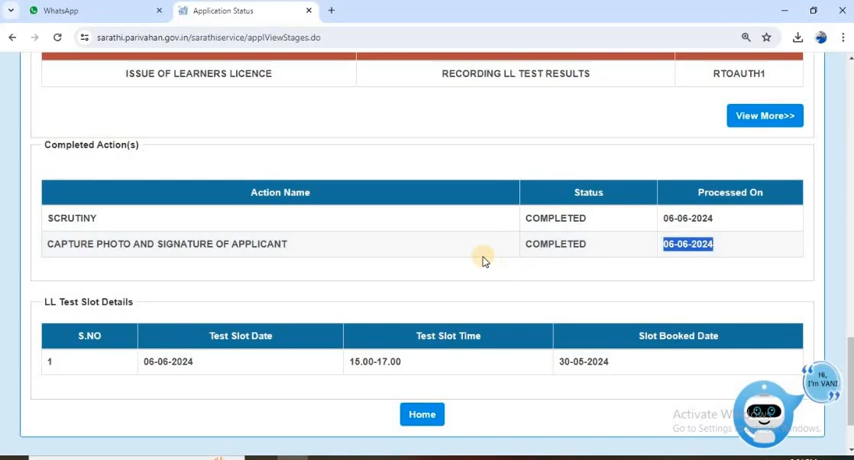 WhatsApp
Application Status
sarathi.parivahan.gov.in/sarathiservice/applViewStages.do
ISSUE OF LEARNERS LICENCE RECORDING LL TEST RESULTS RTOAUTH1
View More>>
Completed Action(s)
Action Name Status Processed On
SCRUTINY COMPLETED 06-06-2024
CAPTURE PHOTO AND SIGNATURE OF APPLICANT COMPLETED 06-06-2024
LL Test Slot Details
S.NO Test Slot Date Test Slot Time Slot Booked Date
1 06-06-2024 15.00-17.00 30-05-2024
Hi,
I'm VANI
Home
Activate
Go to Settings